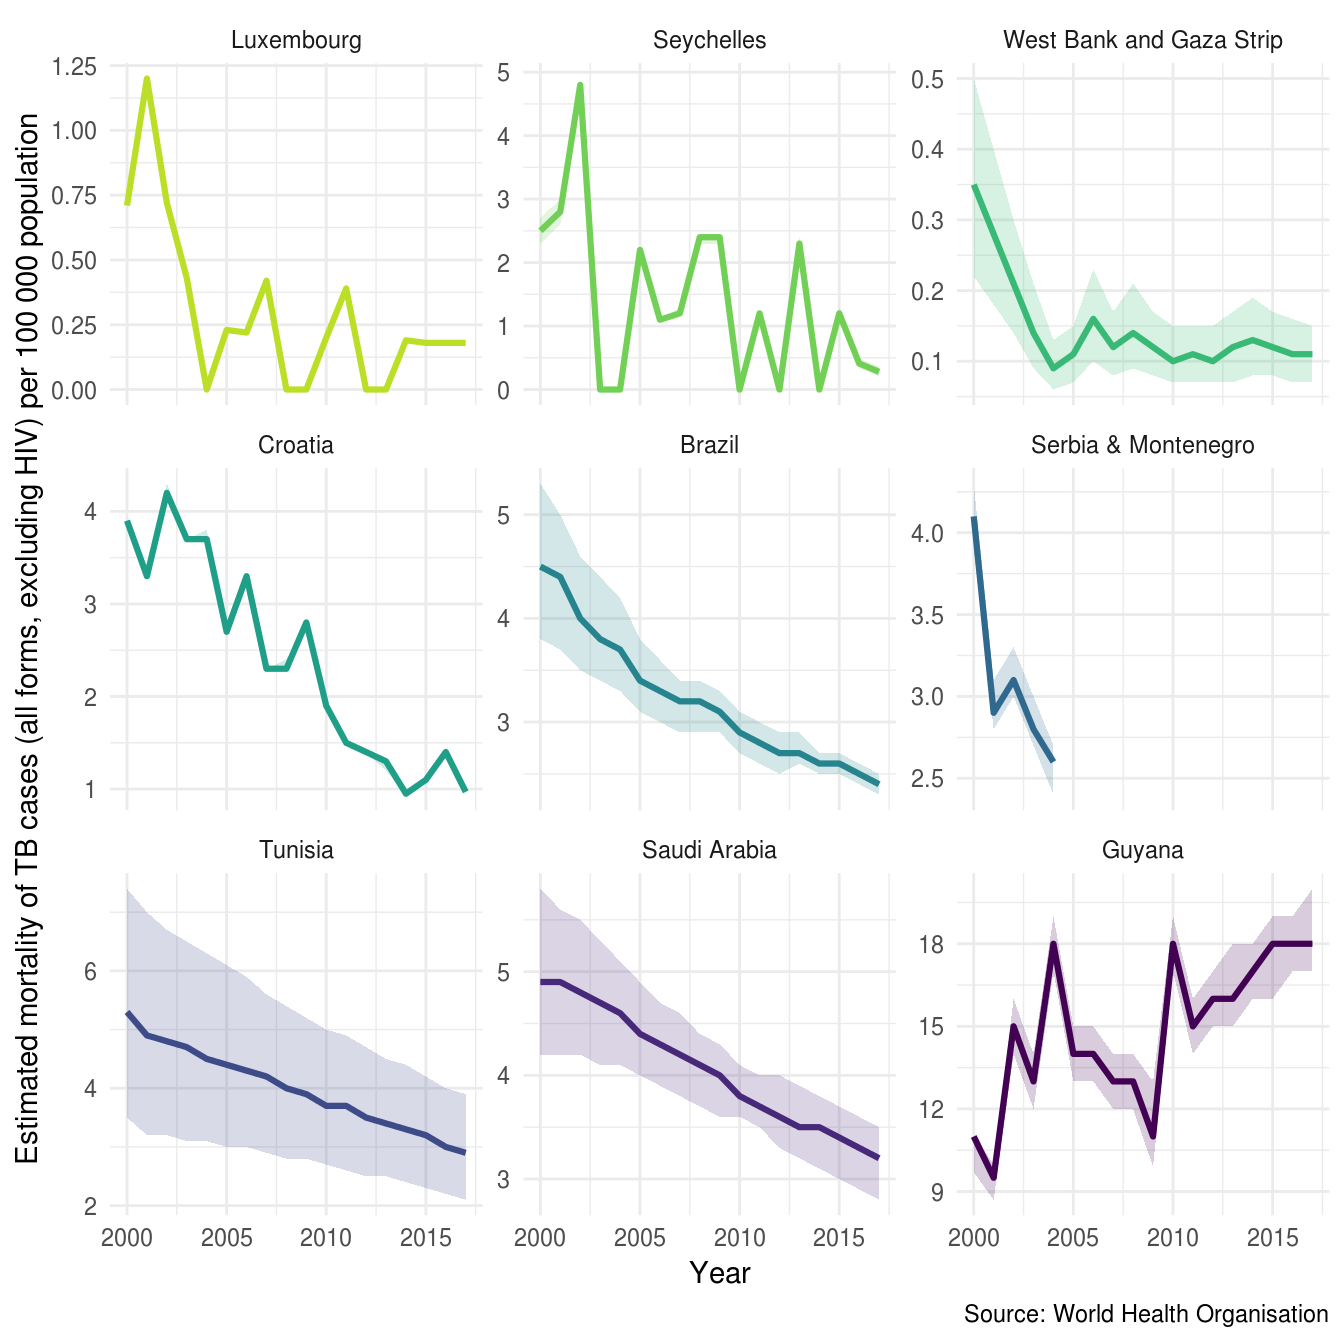 Estimated mortality of TB cases (all forms, excluding HIV) per 100 000 population
Luxembourg
1.25
1.00
0.75
0.50
0.25
0.00
Seychelles
5
4
3
2
1
0
West Bank and Gaza Strip
0.5
0.4
0.3
0.2
0.1
Croatia
4
3
2
1
Brazil
5
4
3
Serbia & Montenegro
4.0
3.5
3.0
2.5
Tunisia
6
4
2
2000 2005 2010 2015
Saudi Arabia
5
4
3
2000 2005 2010 2015
Guyana
18
15
12
9
2000 2005 2010 2015
Year
Source: World Health Organisation